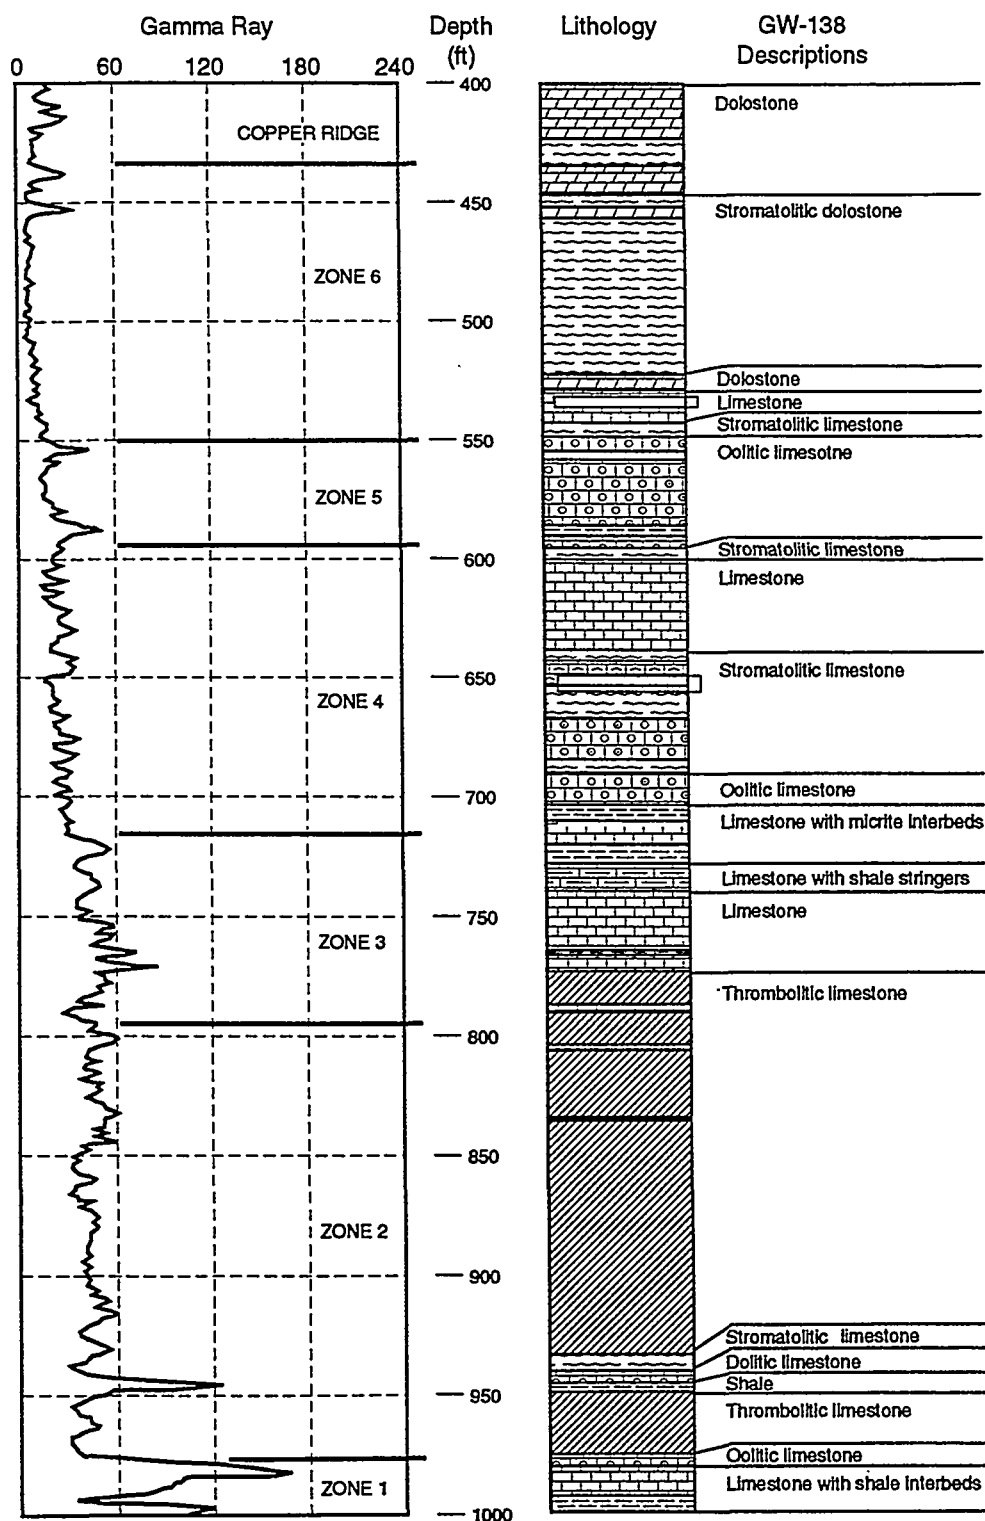 Gamma Ray
Depth
(ft)
Lithology
GW-138
Descriptions
0 60 120 180 240
400
450
500
550
600
650
700
750
800
850
900
950
1000
COPPER RIDGE
ZONE 6
ZONE 5
ZONE 4
ZONE 3
ZONE 2
ZONE 1
Dolostone
Stromatolitic dolostone
Dolostone
Limestone
Stromatolitic limestone
Oolitic limesotne
Stromatolitic limestone
Limestone
Stromatolitic limestone
Oolitic limestone
Limestone with micrite interbeds
Limestone with shale stringers
Limestone
Thrombolitic limestone
Stromatolitic limestone
Dolitic limestone
Shale
Thrombolitic limestone
Oolitic limestone
Limestone with shale interbeds